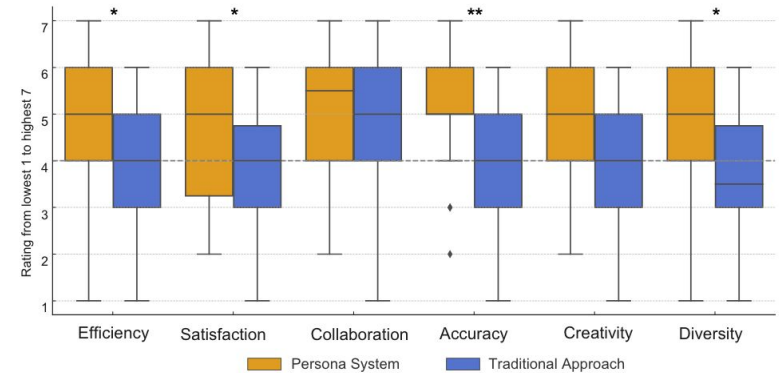 * * ** *
7
6
5
4
3
2
1
Rating from lowest 1 to highest 7
Efficiency Satisfaction Collaboration Accuracy Creativity Diversity
Persona System Traditional Approach